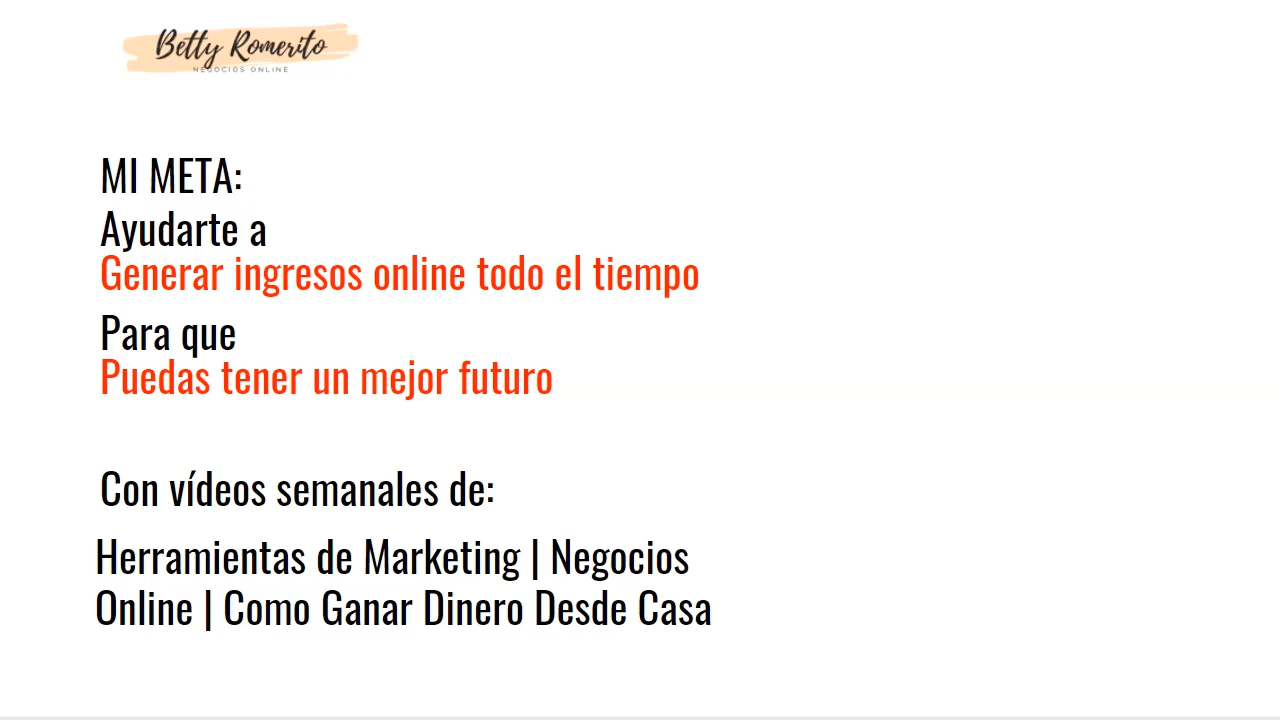 Betty Romerito
NEGOCIOS ONLINE
MI META:
Ayudarte a
Generar ingresos online todo el tiempo
Para que
Puedas tener un mejor futuro
Con vídeos semanales de:
Herramientas de Marketing | Negocios
Online | Como Ganar Dinero Desde Casa